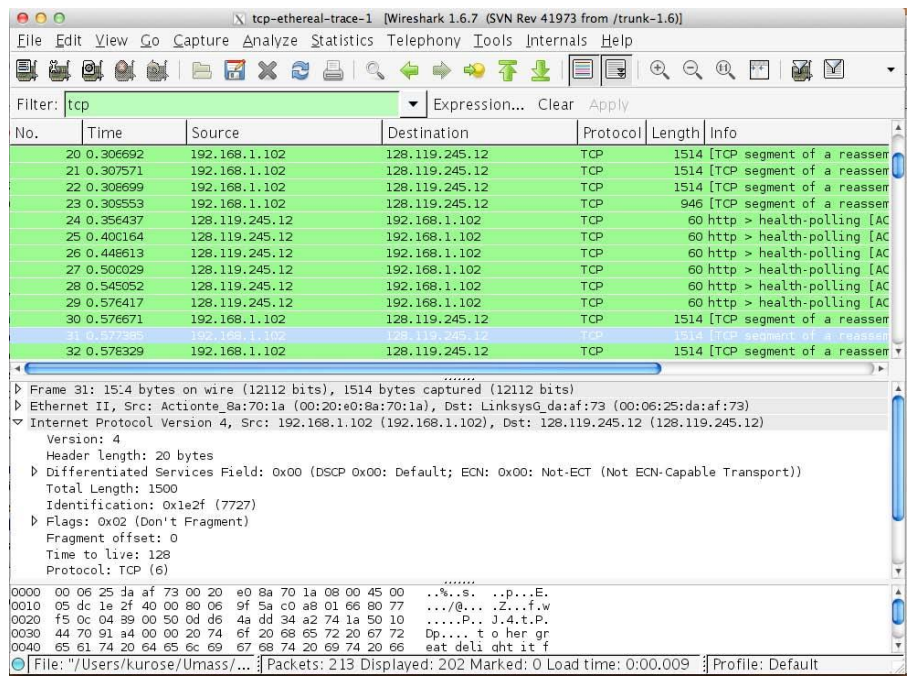 tcp-ethereal-trace-1 [Wireshark 1.6.7 (SVN Rev 41973 from /trunk-1.6)]
File Edit View Go Capture Analyze Statistics Telephony Tools Internals Help
Filter: tcp Expression... Clear Apply
No. Time Source Destination Protocol Length Info
20 0.306692 192.168.1.102 128.119.245.12 TCP 1514 [TCP segment of a reassem
21 0.307571 192.168.1.102 128.119.245.12 TCP 1514 [TCP segment of a reassem
22 0.308699 192.168.1.102 128.119.245.12 TCP 1514 [TCP segment of a reassem
23 0.309553 192.168.1.102 128.119.245.12 TCP 946 [TCP segment of a reassem
24 0.356437 128.119.245.12 192.168.1.102 TCP 60 http > health-polling [AC
25 0.400164 128.119.245.12 192.168.1.102 TCP 60 http > health-polling [AC
26 0.448613 128.119.245.12 192.168.1.102 TCP 60 http > health-polling [AC
27 0.500029 128.119.245.12 192.168.1.102 TCP 60 http > health-polling [AC
28 0.545052 128.119.245.12 192.168.1.102 TCP 60 http > health-polling [AC
29 0.576417 128.119.245.12 192.168.1.102 TCP 60 http > health-polling [AC
30 0.576671 192.168.1.102 128.119.245.12 TCP 1514 [TCP segment of a reassem
31 0.577385 192.168.1.102 128.119.245.12 TCP 1514 [TCP segment of a reassem
32 0.578329 192.168.1.102 128.119.245.12 TCP 1514 [TCP segment of a reassem
Frame 31: 1514 bytes on wire (12112 bits), 1514 bytes captured (12112 bits)
Ethernet II, Src: Actionte_8a:70:1a (00:20:e0:8a:70:1a), Dst: LinksysG_da:af:73 (00:06:25:da:af:73)
Internet Protocol Version 4, Src: 192.168.1.102 (192.168.1.102), Dst: 128.119.245.12 (128.119.245.12)
Version: 4
Header length: 20 bytes
Differentiated Services Field: 0x00 (DSCP 0x00: Default; ECN: 0x00: Not-ECT (Not ECN-Capable Transport))
Total Length: 1500
Identification: 0x1e2f (7727)
Flags: 0x02 (Don't Fragment)
Fragment offset: 0
Time to live: 128
Protocol: TCP (6)
0000 00 06 25 da af 73 00 20 e0 8a 70 1a 08 00 45 00 ..%..s. ..p...E.
0010 05 dc 1e 2f 40 00 80 06 9f 5a c0 a8 01 66 80 77 .../@... .Z...f.w
0020 f5 0c 04 89 00 50 0d d6 4a dd 34 a2 74 1a 50 10 .....P.. J.4.t.P.
0030 44 70 91 a4 00 00 20 74 6f 20 68 65 72 20 67 72 Dp.... t o her gr
0040 65 61 74 20 64 65 6c 69 67 68 74 20 69 74 20 66 eat deli ght it f
File: "/Users/kurose/Umass/... Packets: 213 Displayed: 202 Marked: 0 Load time: 0:00.009 Profile: Default